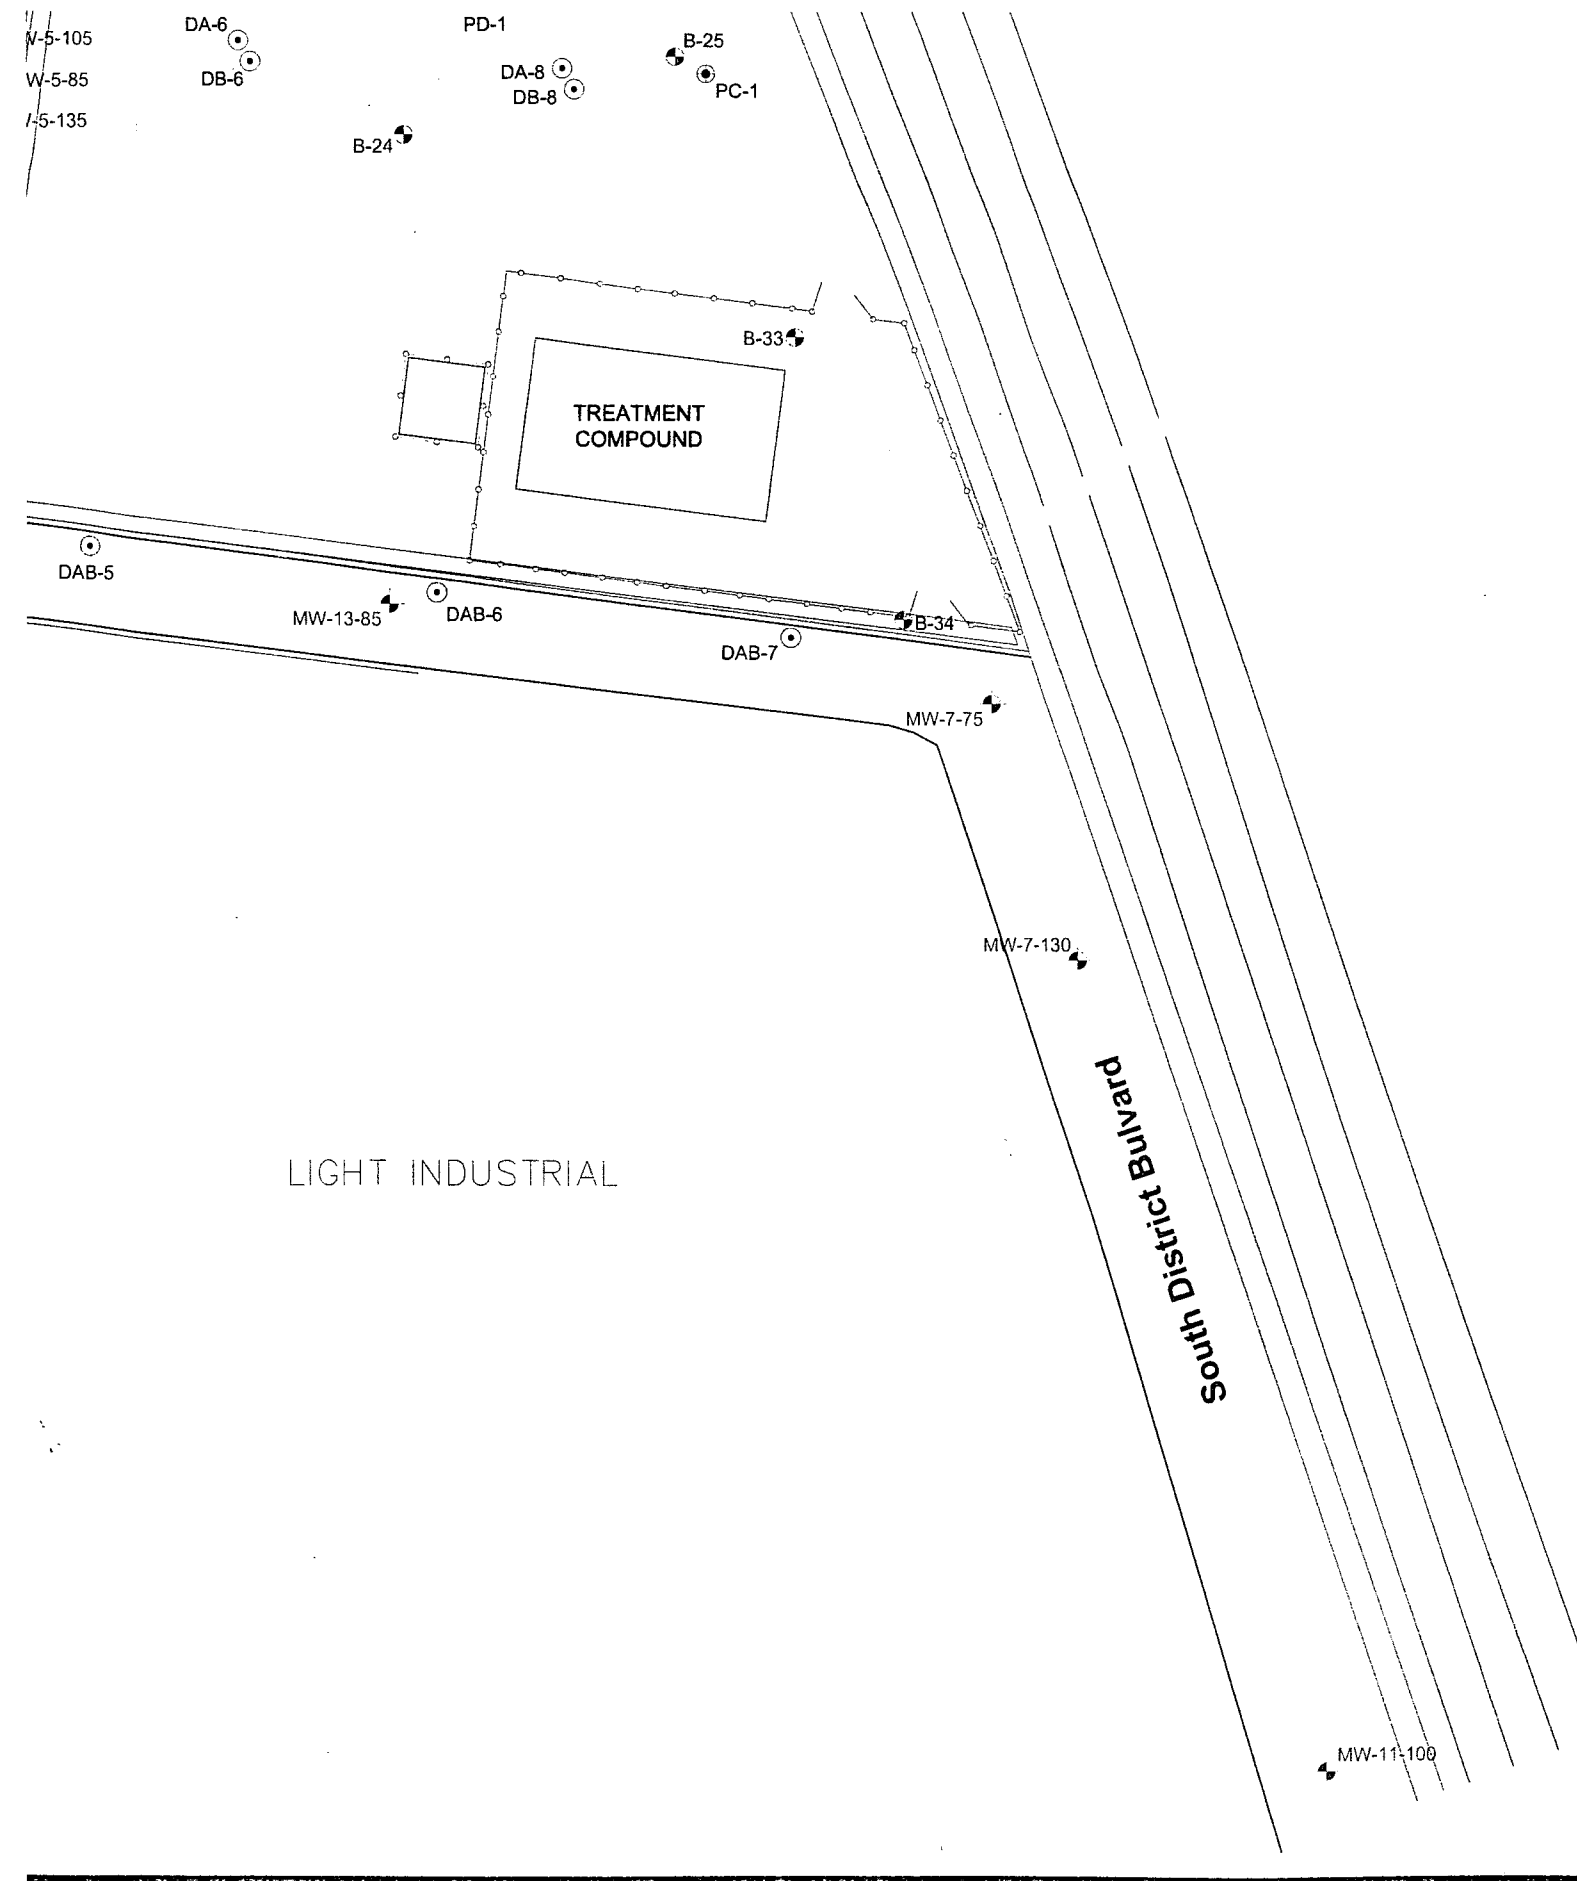 DA-6
PD-1
V-5-105
B-25
DA-8
DB-6
W-5-85
PC-1
DB-8
/-5-135
B-24
B-33
TREATMENT
COMPOUND
DAB-5
DAB-6
MW-13-85
B-34
DAB-7
MW-7-75
MW-7-130
South District Bulvard
LIGHT INDUSTRIAL
MW-11-100